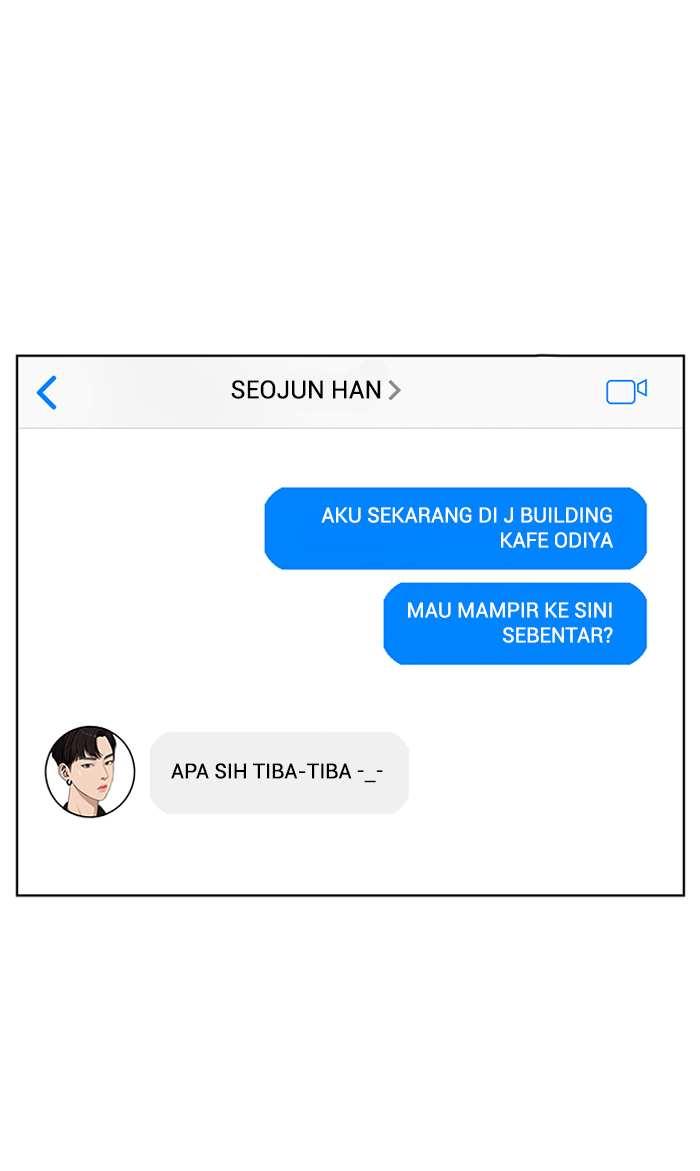 SEOJUN HAN
AKU SEKARANG DI J BUILDING
KAFE ODIYA
MAU MAMPIR KE SINI
SEBENTAR?
APA SIH TIBA-TIBA -_-